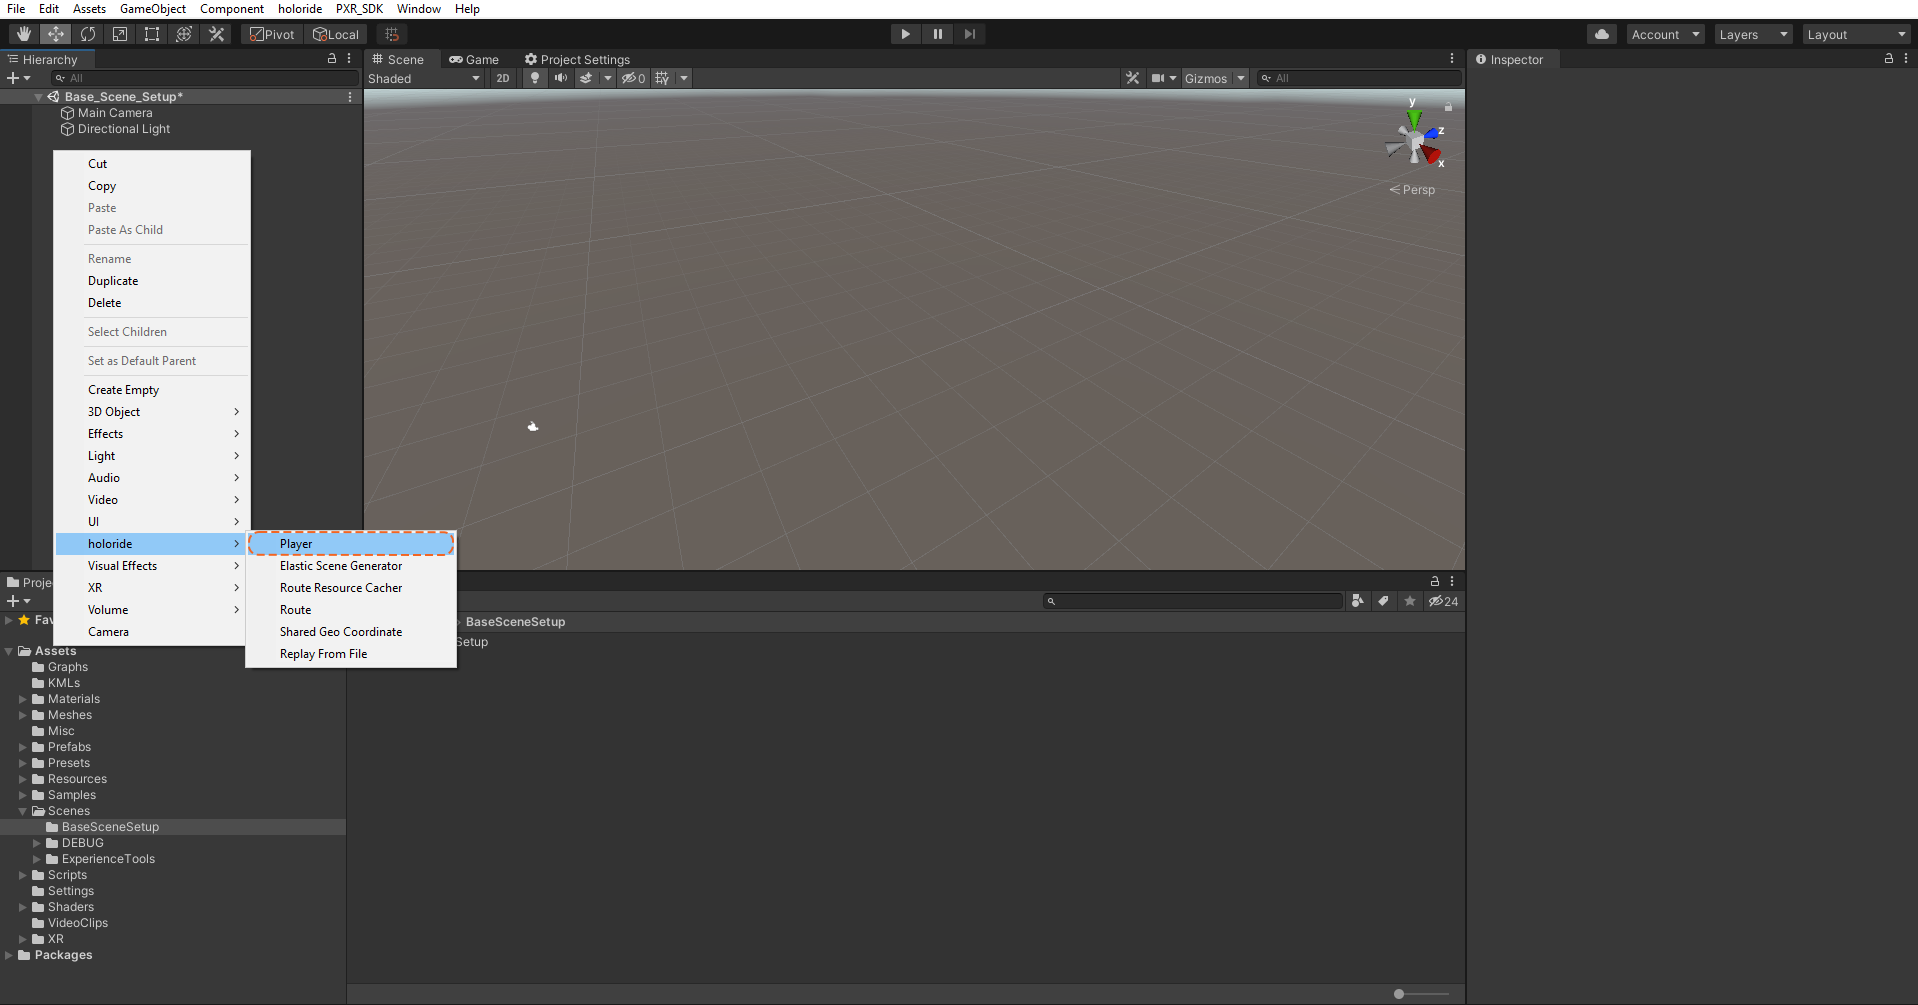 File Edit Assets GameObject Component holoride PXR_SDK Window Help
Pivot Local Account Layers Layout
Hierarchy Scene Game Project Settings Inspector
All Shaded 2D 0 Gizmos All
Base_Scene_Setup*
Main Camera
Directional Light
y
z
x
Persp
Cut
Copy
Paste
Paste As Child
Rename
Duplicate
Delete
Select Children
Set as Default Parent
Create Empty
3D Object
Effects
Light
Audio
Video
UI
holoride
Visual Effects
XR
Volume
Camera
Player
Elastic Scene Generator
Route Resource Cacher
Route
Shared Geo Coordinate
Replay From File
Proje
24
Fav
BaseSceneSetup
Setup
Assets
Graphs
KMLs
Materials
Meshes
Misc
Prefabs
Presets
Resources
Samples
Scenes
BaseSceneSetup
DEBUG
ExperienceTools
Scripts
Settings
Shaders
VideoClips
XR
Packages